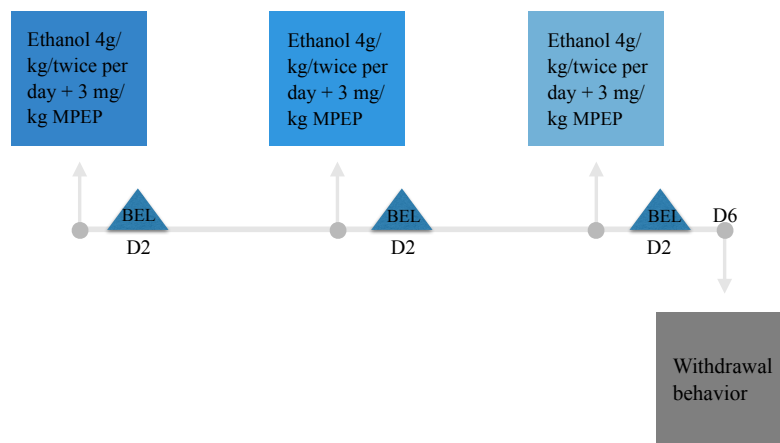 Ethanol 4g/
kg/twice per
day + 3 mg/
kg MPEP
Ethanol 4g/
kg/twice per
day + 3 mg/
kg MPEP
Ethanol 4g/
kg/twice per
day + 3 mg/
kg MPEP
BEL
BEL
BEL
D6
D2
D2
D2
Withdrawal
behavior